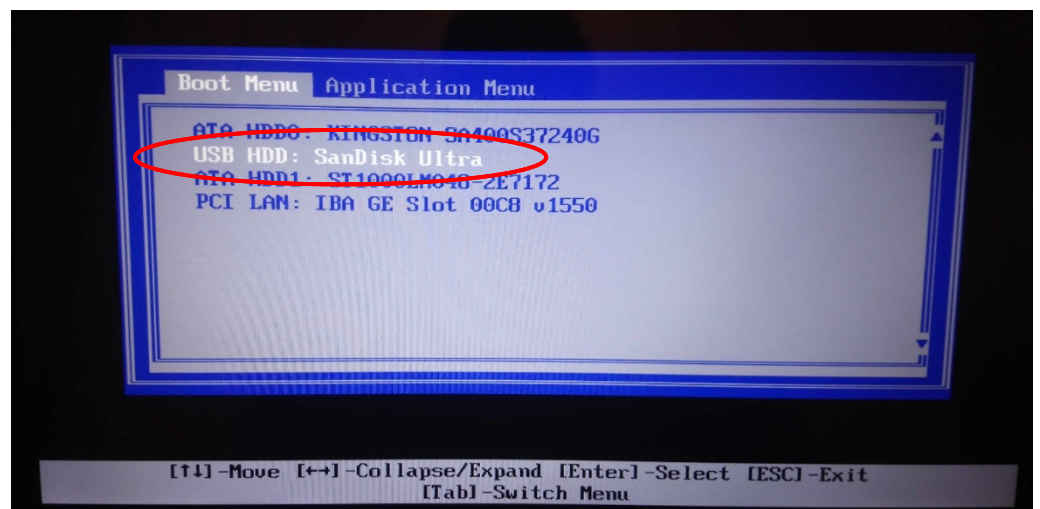 Boot Menu Application Menu
ATA HDD0: KINGSTON SA400S37240G
USB HDD: SanDisk Ultra
ATA HDD1: ST1000LM048-2E7172
PCI LAN: IBA GE Slot 00C8 v1550
[↑↓]-Move [←→]-Collapse/Expand [Enter]-Select [ESC]-Exit
[Tab]-Switch Menu